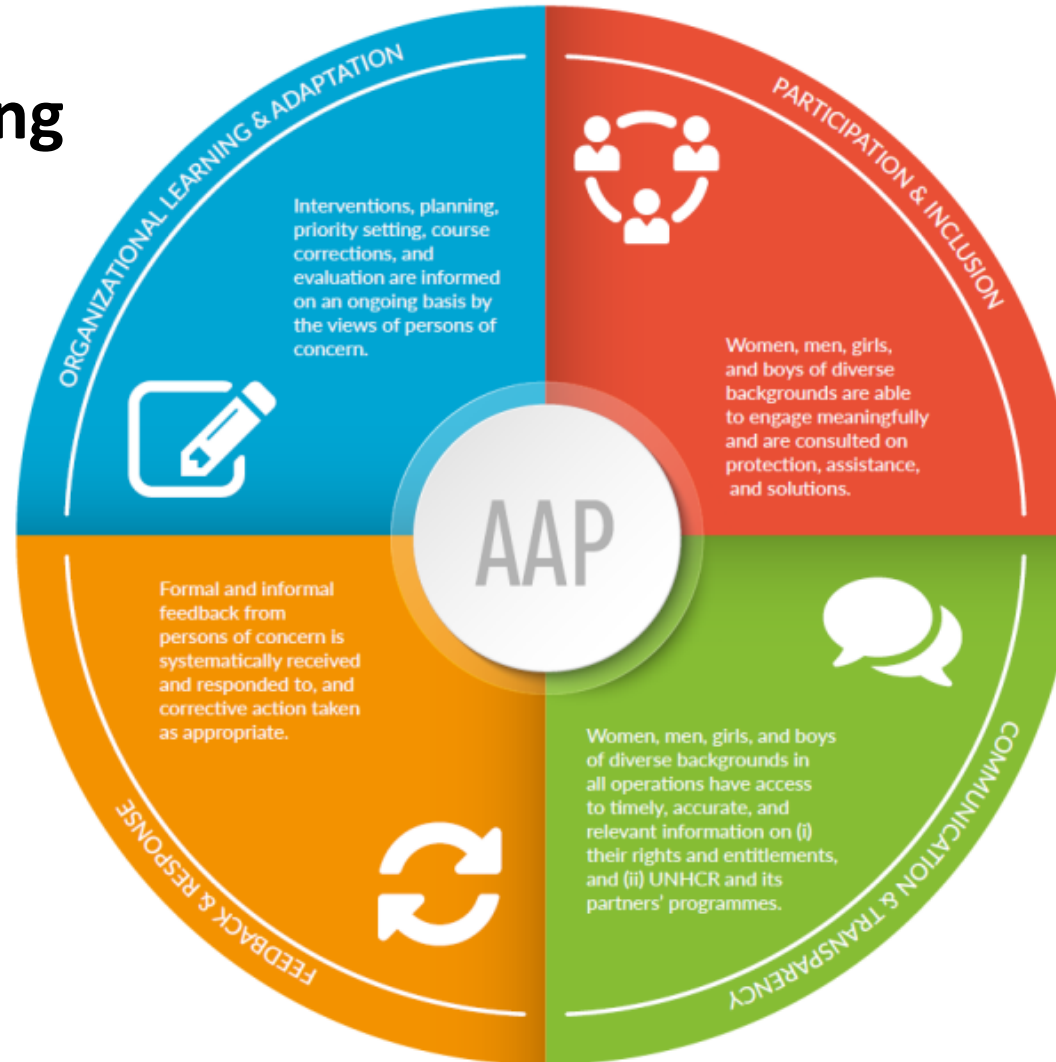 ng
ORGANIZATIONAL LEARNING & ADAPTATION
Interventions, planning,
priority setting, course
corrections, and
evaluation are informed
on an ongoing basis by
the views of persons of
concern.
PARTICIPATION & INCLUSION
Women, men, girls,
and boys of diverse
backgrounds are able
to engage meaningfully
and are consulted on
protection, assistance,
and solutions.
AAP
Formal and informal
feedback from
persons of concern is
systematically received
and responded to, and
corrective action taken
as appropriate.
FEEDBACK & RESPONSE
Women, men, girls, and boys
of diverse backgrounds in
all operations have access
to timely, accurate, and
relevant information on (i)
their rights and entitlements,
and (ii) UNHCR and its
partners' programmes.
COMMUNICATION & TRANSPARENCY